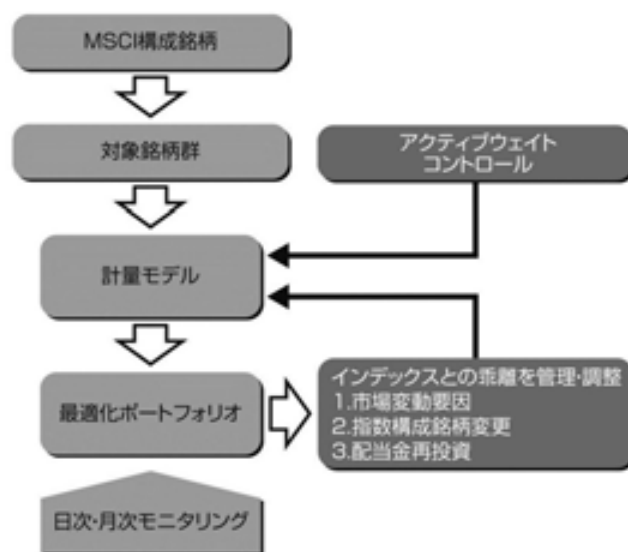 MSCI構成銘柄
対象銘柄群
アクティブウェイト
コントロール
計量モデル
最適化ポートフォリオ
インデックスとの乖離を管理・調整
1.市場変動要因
2.指数構成銘柄変更
3.配当金再投資
日次・月次モニタリング